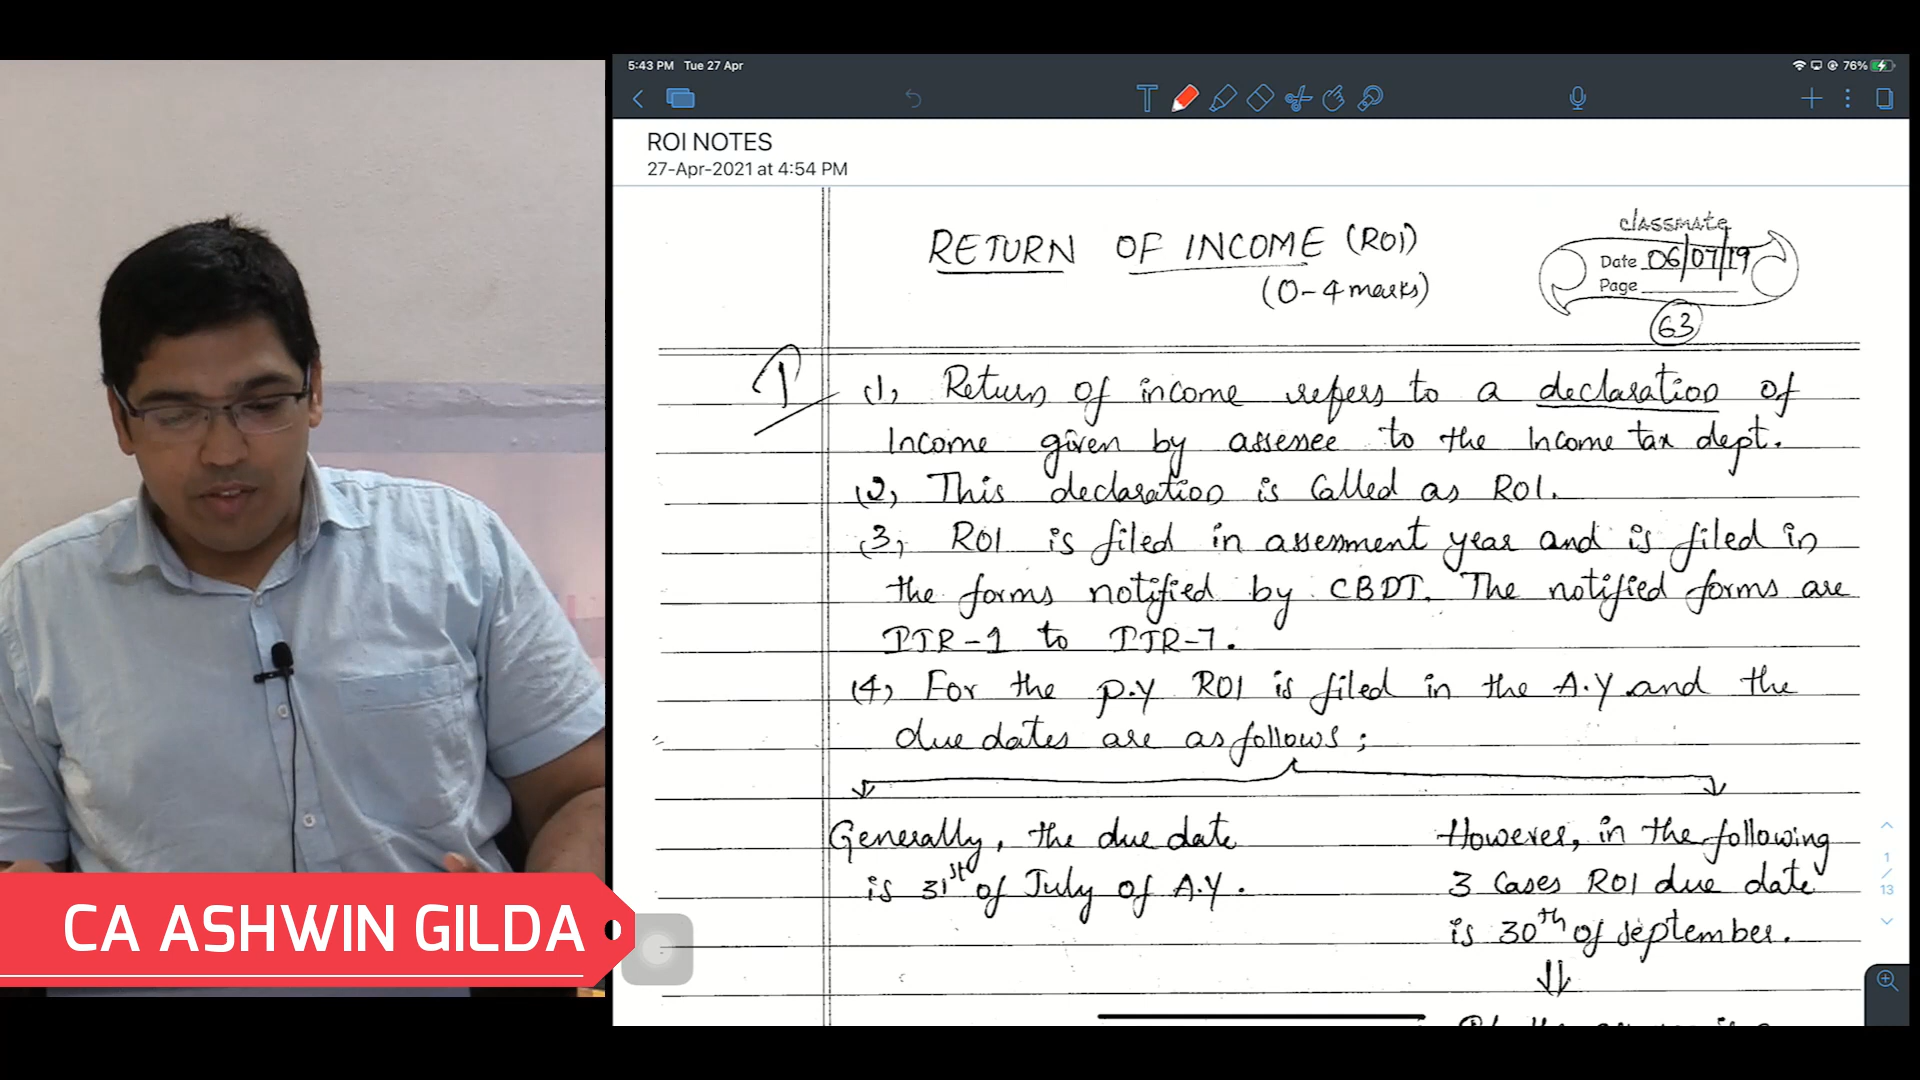 5:43 PM Tue 27 Apr
76%
T
ROI NOTES
27-Apr-2021 at 4:54 PM
RETURN OF INCOME (ROI)
(0-4 marks)
classmate
Date 06/07/19
Page
63
I
(1) Return of income refers to a declaration of
Income given by assessee to the Income tax dept.
(2) This declaration is called as ROI.
(3) ROI is filed in assessment year and is filed in
the forms notified by CBDT. The notified forms are
ITR-1 to ITR-7.
(4) For the p.y ROI is filed in the A.Y and the
due dates are as follows;
Generally, the due date
is 31st of July of A.Y.
However, in the following
3 Cases ROI due date
is 30th of september.
1
/
13
CA ASHWIN GILDA